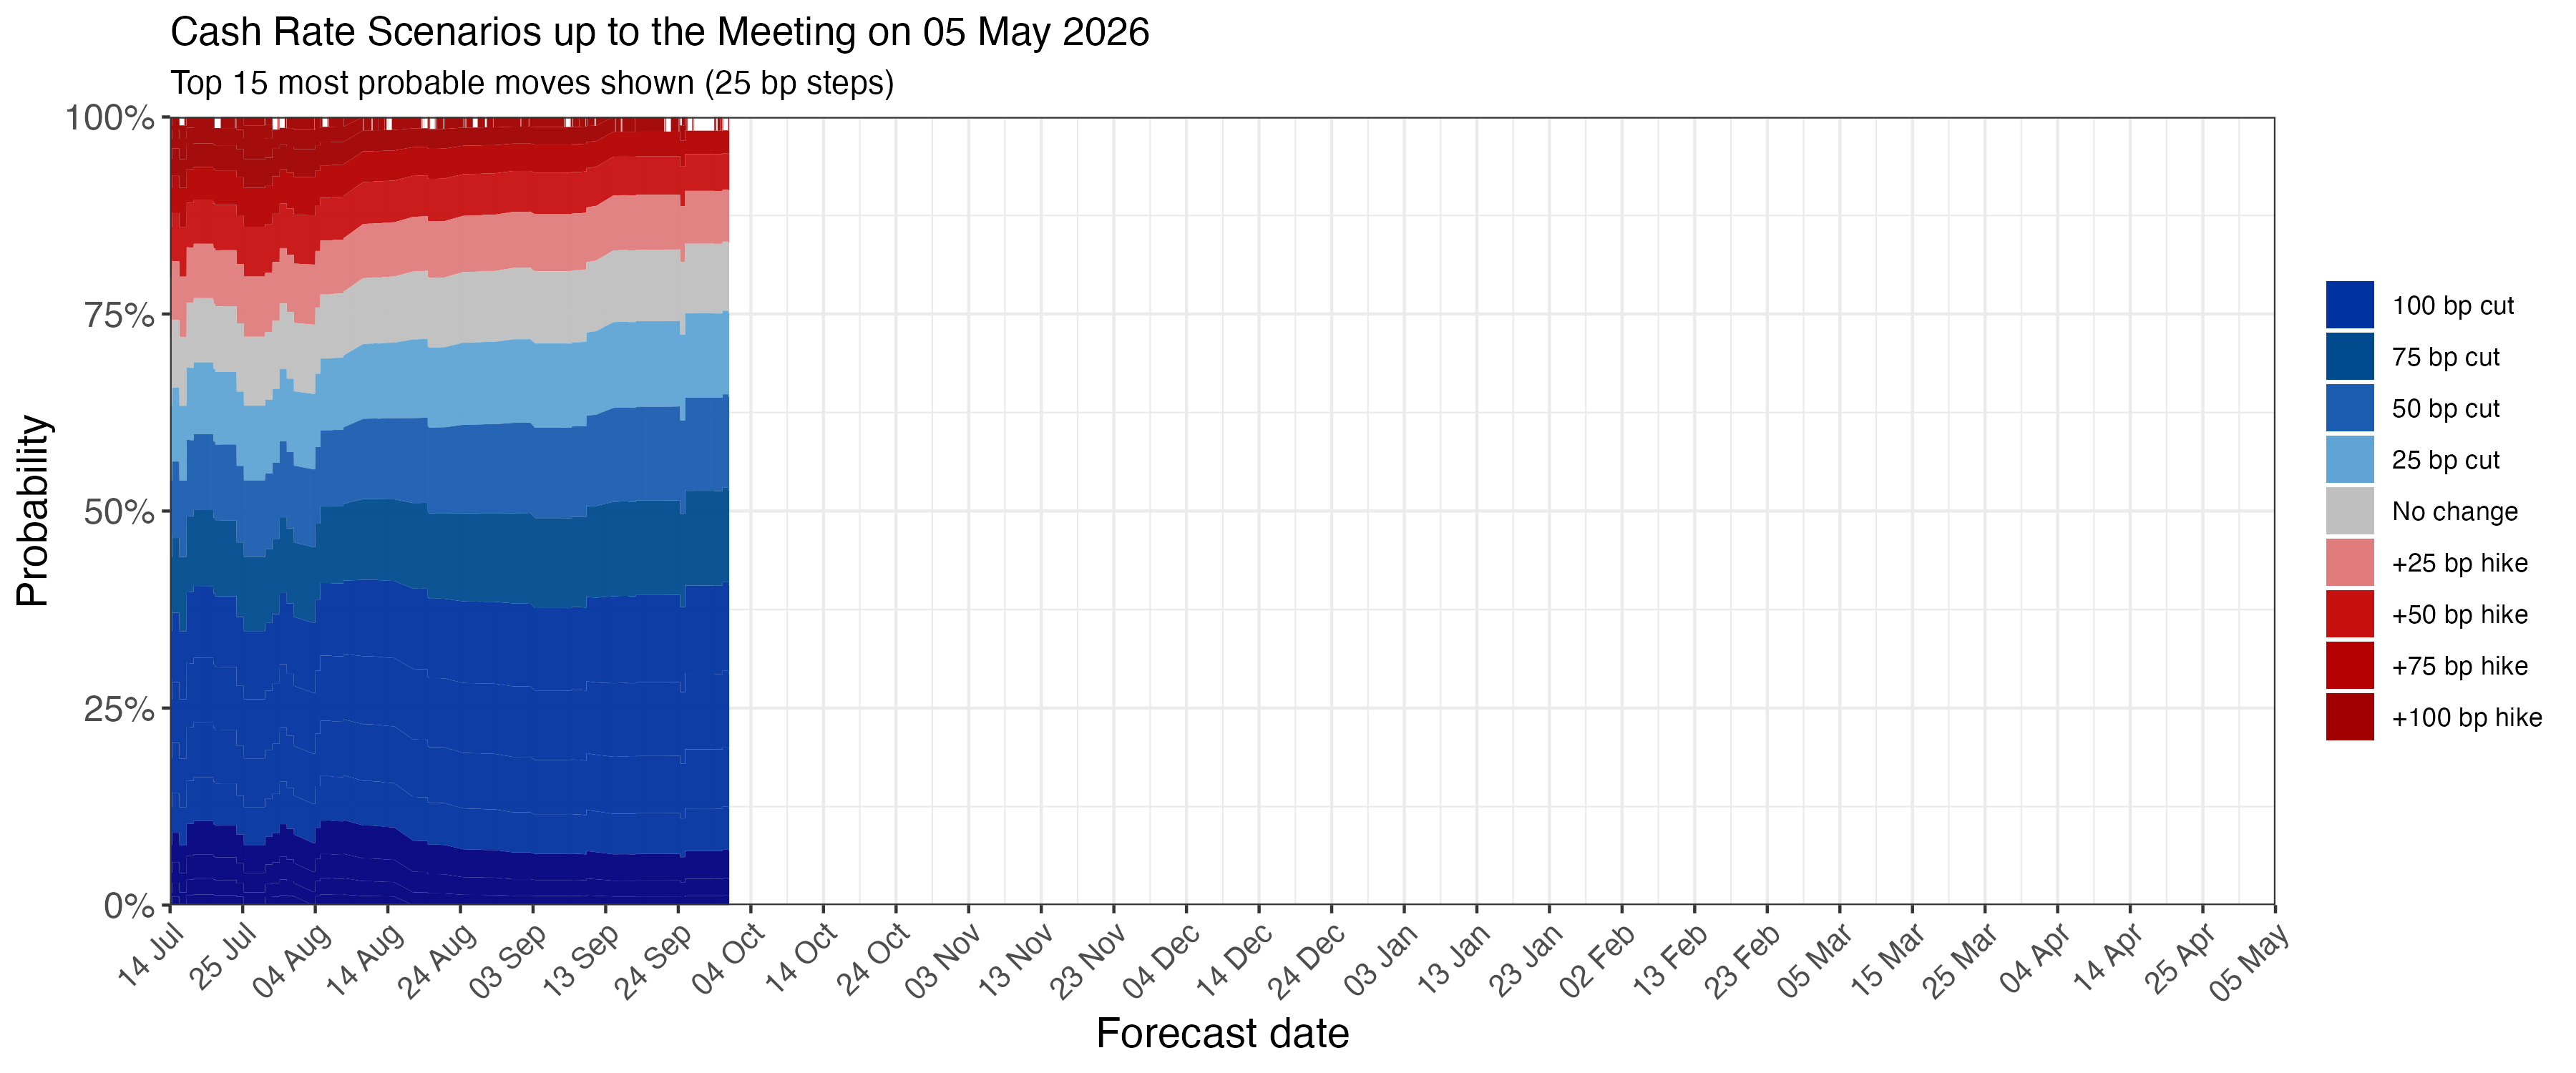 Cash Rate Scenarios up to the Meeting on 05 May 2026
Top 15 most probable moves shown (25 bp steps)
Probability
100%
75%
50%
25%
0%
14 Jul
25 Jul
04 Aug
14 Aug
24 Aug
03 Sep
13 Sep
24 Sep
04 Oct
14 Oct
24 Oct
03 Nov
13 Nov
23 Nov
04 Dec
14 Dec
24 Dec
03 Jan
13 Jan
23 Jan
02 Feb
13 Feb
23 Feb
05 Mar
15 Mar
25 Mar
04 Apr
14 Apr
25 Apr
05 May
Forecast date
100 bp cut
75 bp cut
50 bp cut
25 bp cut
No change
+25 bp hike
+50 bp hike
+75 bp hike
+100 bp hike